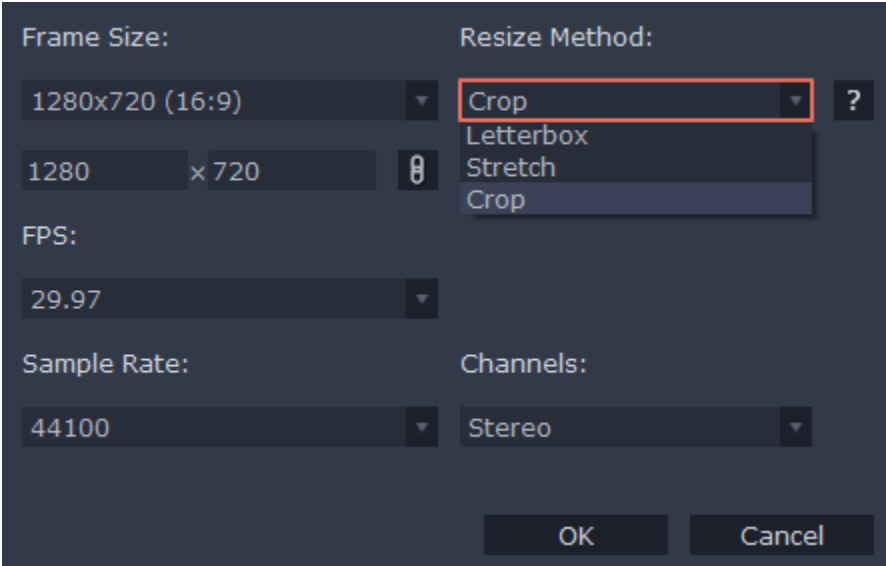 Frame Size:
Resize Method:
1280x720 (16:9)
Crop
?
Letterbox
Stretch
Crop
1280 x 720
FPS:
29.97
Sample Rate:
Channels:
44100
Stereo
OK
Cancel